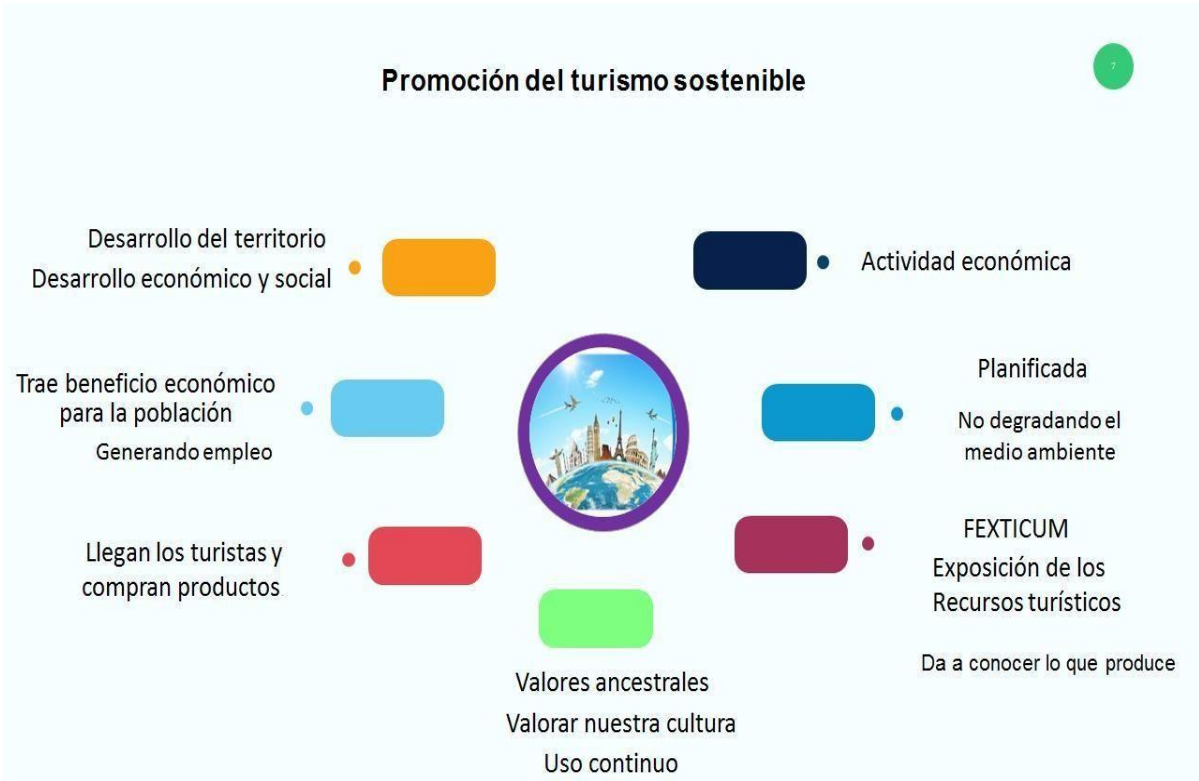 Promoción del turismo sostenible
7
Desarrollo del territorio
Desarrollo económico y social
Actividad económica
Trae beneficio económico
para la población
Generando empleo
Planificada
No degradando el
medio ambiente
Llegan los turistas y
compran productos
FEXTICUM
Exposición de los
Recursos turísticos
Da a conocer lo que produce
Valores ancestrales
Valorar nuestra cultura
Uso continuo